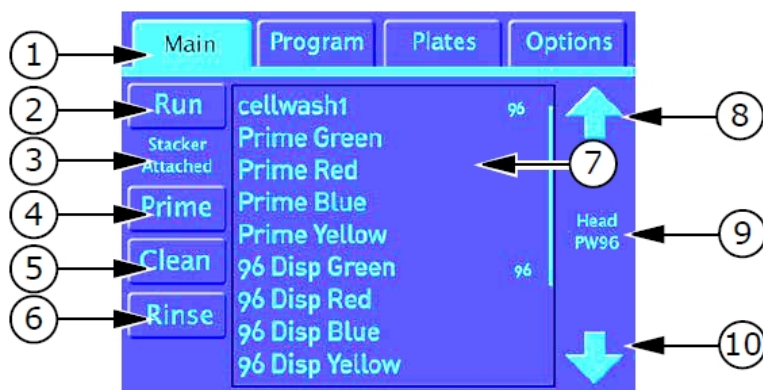 Main Program Plates Options
1
2 Run cellwash1 96 8
3 Stacker Attached Prime Green
Prime Red 7
4 Prime Prime Blue Head PW96 9
Prime Yellow
5 Clean 96 Disp Green 96
96 Disp Red
6 Rinse 96 Disp Blue 10
96 Disp Yellow